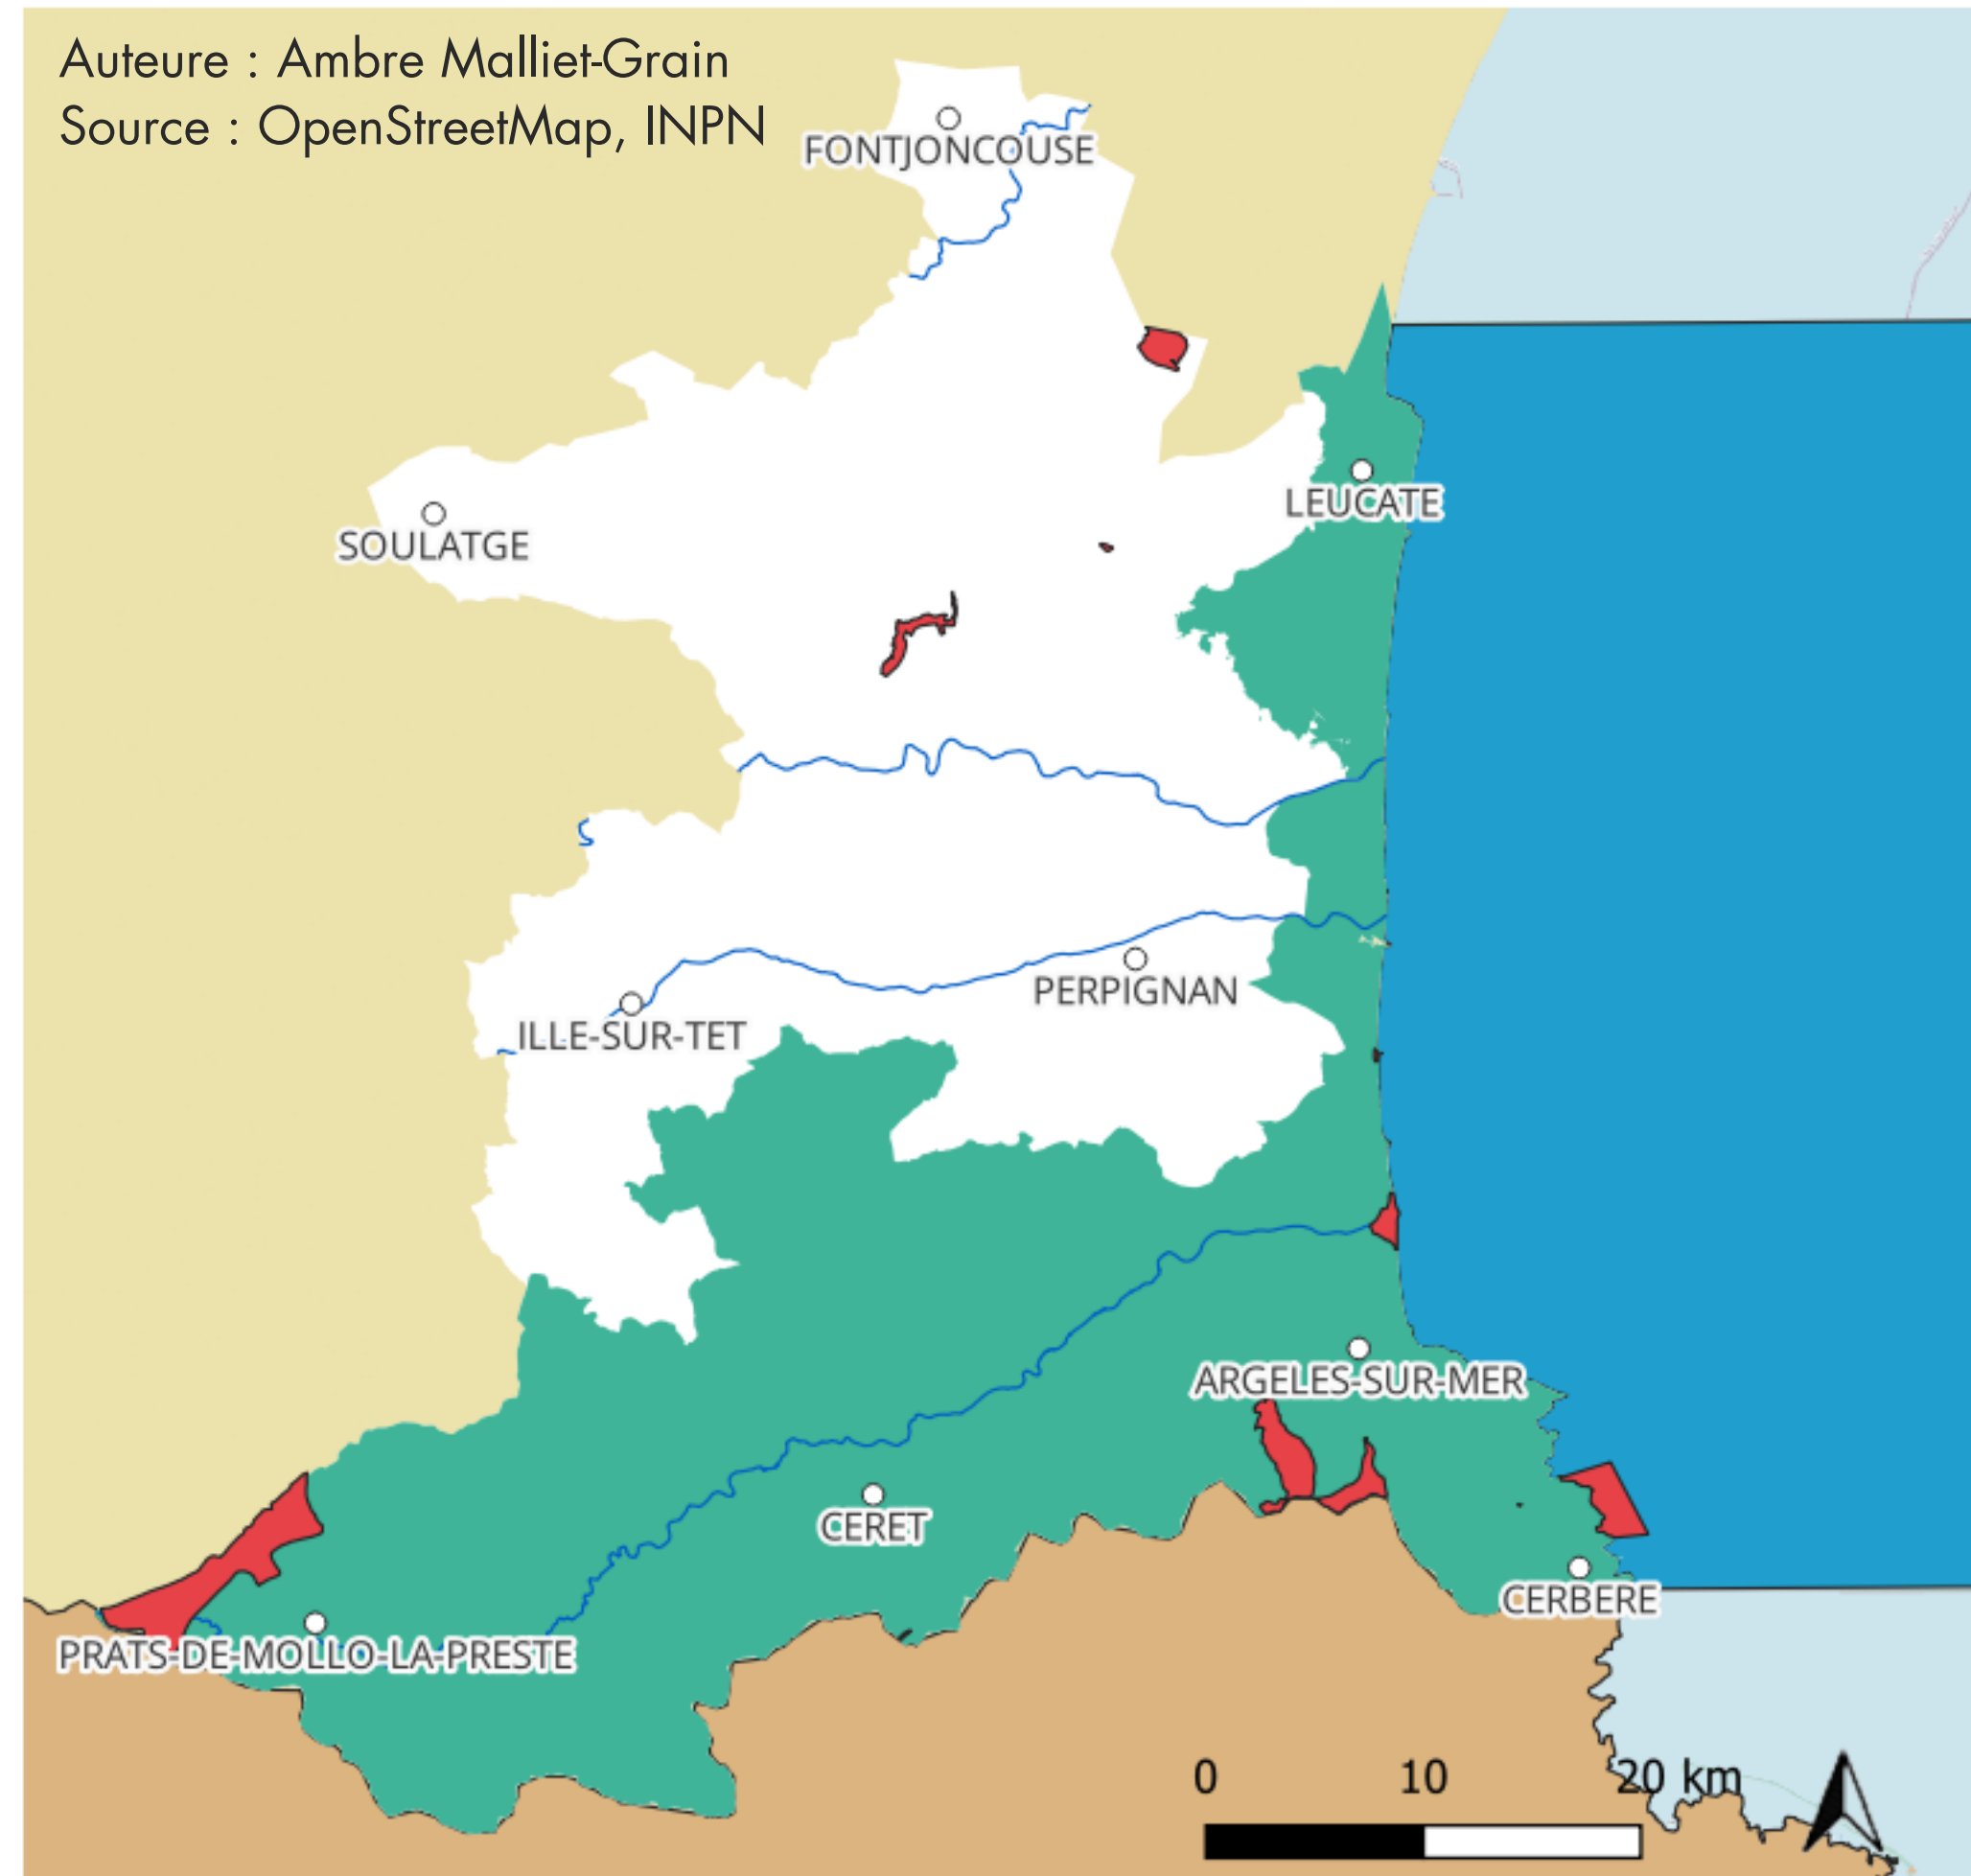 Auteure : Ambre Malliet-Grain
Source : OpenStreetMap, INPN
FONTJONCOUSE
LEUCATE
SOULATGE
PERPIGNAN
ILLE-SUR-TET
ARGELES-SUR-MER
CERET
CERBERE
PRATS-DE-MOLLO-LA-PRESTE
0 10 20 km